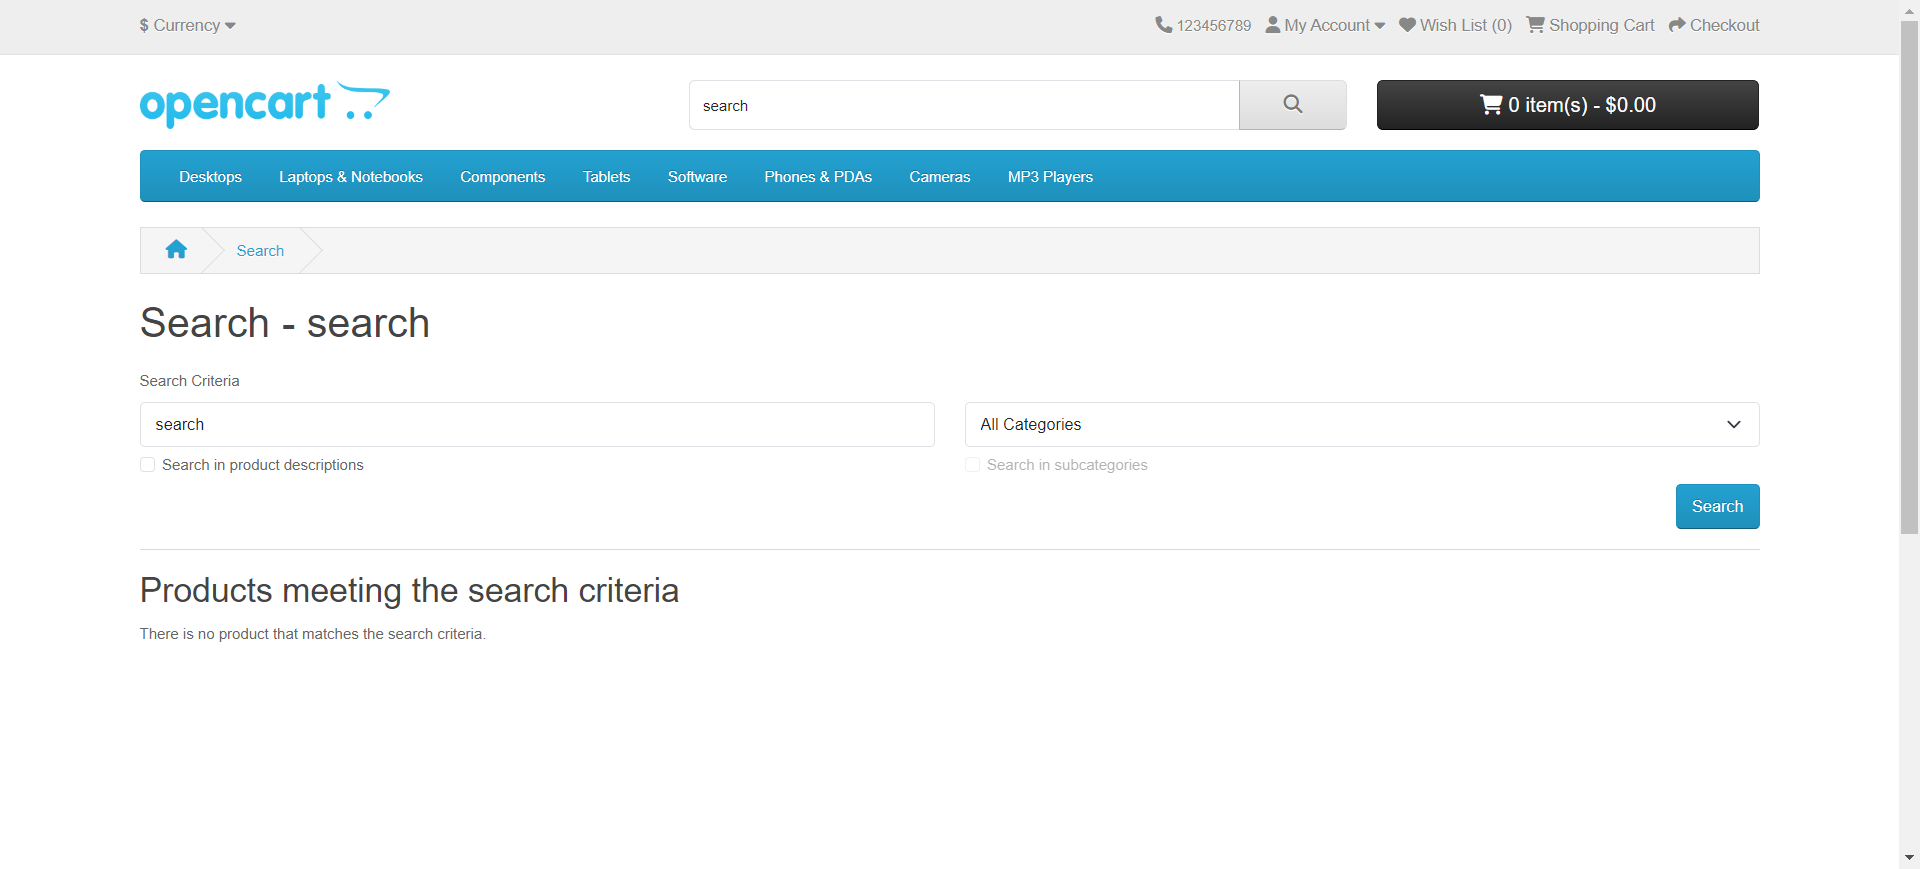 $ Currency
123456789 My Account Wish List (0) Shopping Cart Checkout
opencart
search
0 item(s) - $0.00
Desktops Laptops & Notebooks Components Tablets Software Phones & PDAs Cameras MP3 Players
Search
Search - search
Search Criteria
search
All Categories
Search in product descriptions
Search in subcategories
Search
Products meeting the search criteria
There is no product that matches the search criteria.